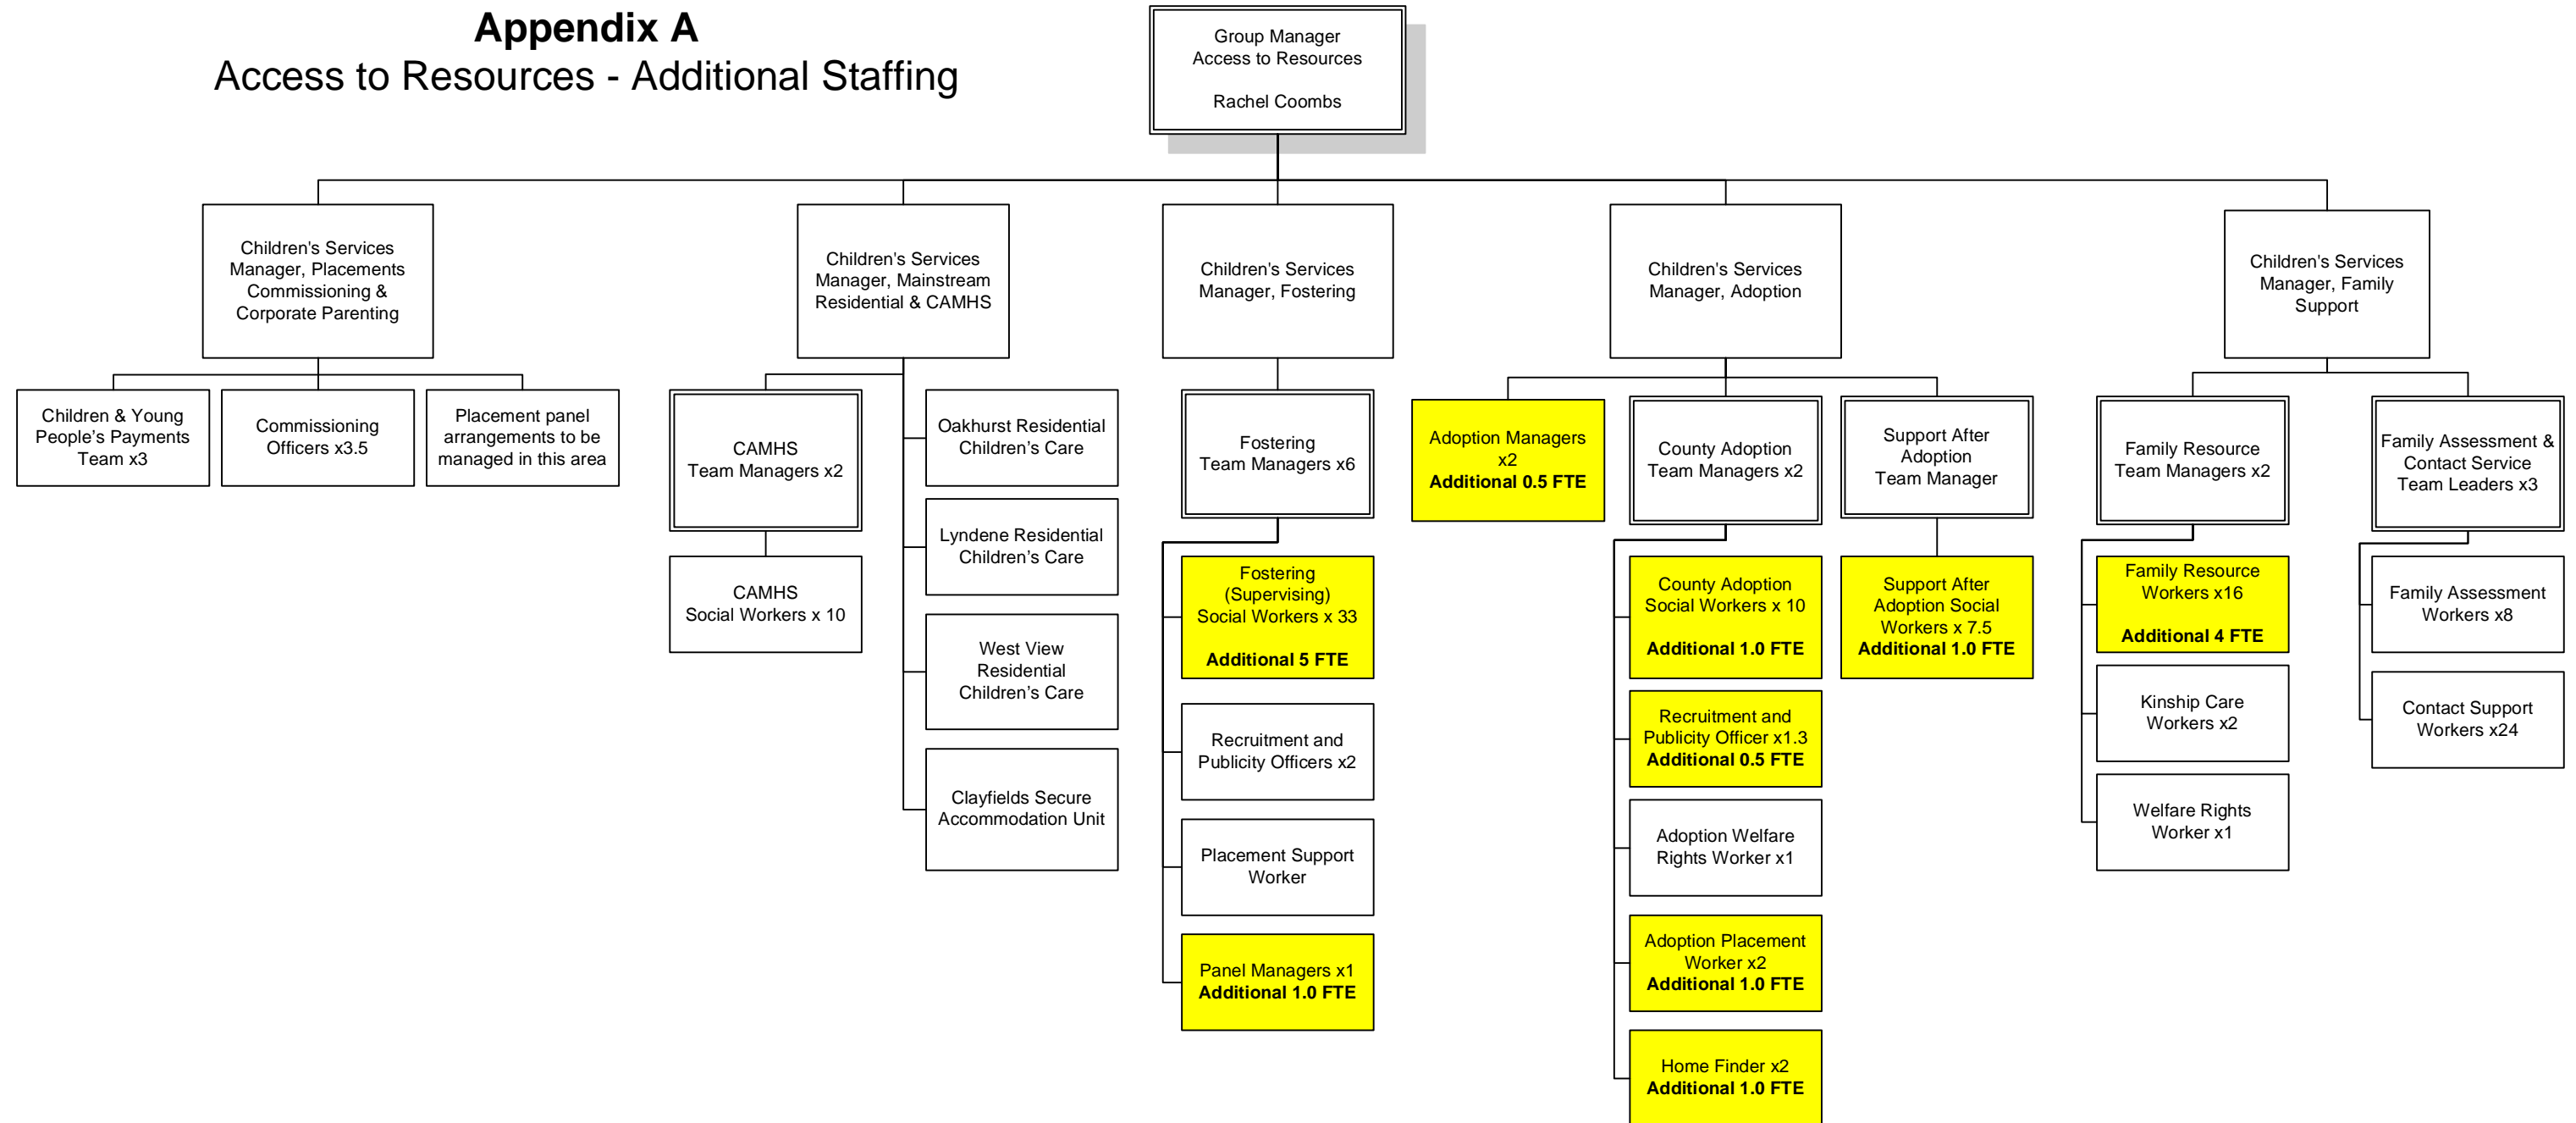 Appendix A
Access to Resources - Additional Staffing
Group Manager
Access to Resources
Rachel Coombs
Children's Services
Manager, Placements
Commissioning &
Corporate Parenting
Children's Services
Manager, Mainstream
Residential & CAMHS
Children's Services
Manager, Fostering
Children's Services
Manager, Adoption
Children's Services
Manager, Family
Support
Children & Young
People’s Payments
Team x3
Commissioning
Officers x3.5
Placement panel
arrangements to be
managed in this area
CAMHS
Team Managers x2
CAMHS
Social Workers x 10
Oakhurst Residential
Children’s Care
Lyndene Residential
Children’s Care
West View
Residential
Children’s Care
Clayfields Secure
Accommodation Unit
Fostering
Team Managers x6
Fostering
(Supervising)
Social Workers x 33
Additional 5 FTE
Recruitment and
Publicity Officers x2
Placement Support
Worker
Panel Managers x1
Additional 1.0 FTE
Adoption Managers
x2
Additional 0.5 FTE
County Adoption
Team Managers x2
County Adoption
Social Workers x 10
Additional 1.0 FTE
Recruitment and
Publicity Officer x1.3
Additional 0.5 FTE
Adoption Welfare
Rights Worker x1
Adoption Placement
Worker x2
Additional 1.0 FTE
Home Finder x2
Additional 1.0 FTE
Support After
Adoption
Team Manager
Support After
Adoption Social
Workers x 7.5
Additional 1.0 FTE
Family Resource
Team Managers x2
Family Resource
Workers x16
Additional 4 FTE
Kinship Care
Workers x2
Welfare Rights
Worker x1
Family Assessment &
Contact Service
Team Leaders x3
Family Assessment
Workers x8
Contact Support
Workers x24